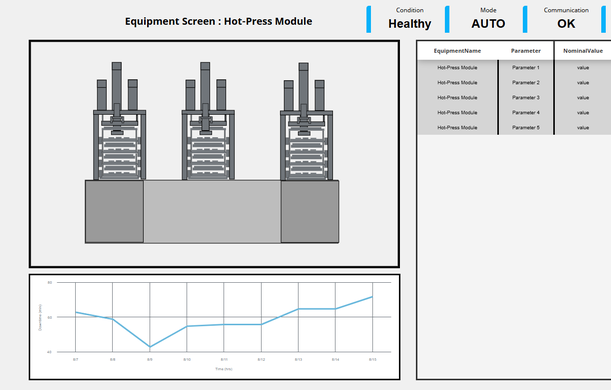 Equipment Screen : Hot-Press Module
Condition
Healthy
Mode
AUTO
Communication
OK
EquipmentName Parameter NominalValue
Hot-Press Module Parameter 1 value
Hot-Press Module Parameter 2 value
Hot-Press Module Parameter 3 value
Hot-Press Module Parameter 4 value
Hot-Press Module Parameter 5 value
8/7 8/8 8/9 8/10 8/11 8/12 8/13 8/14 8/15
Time (hrs)